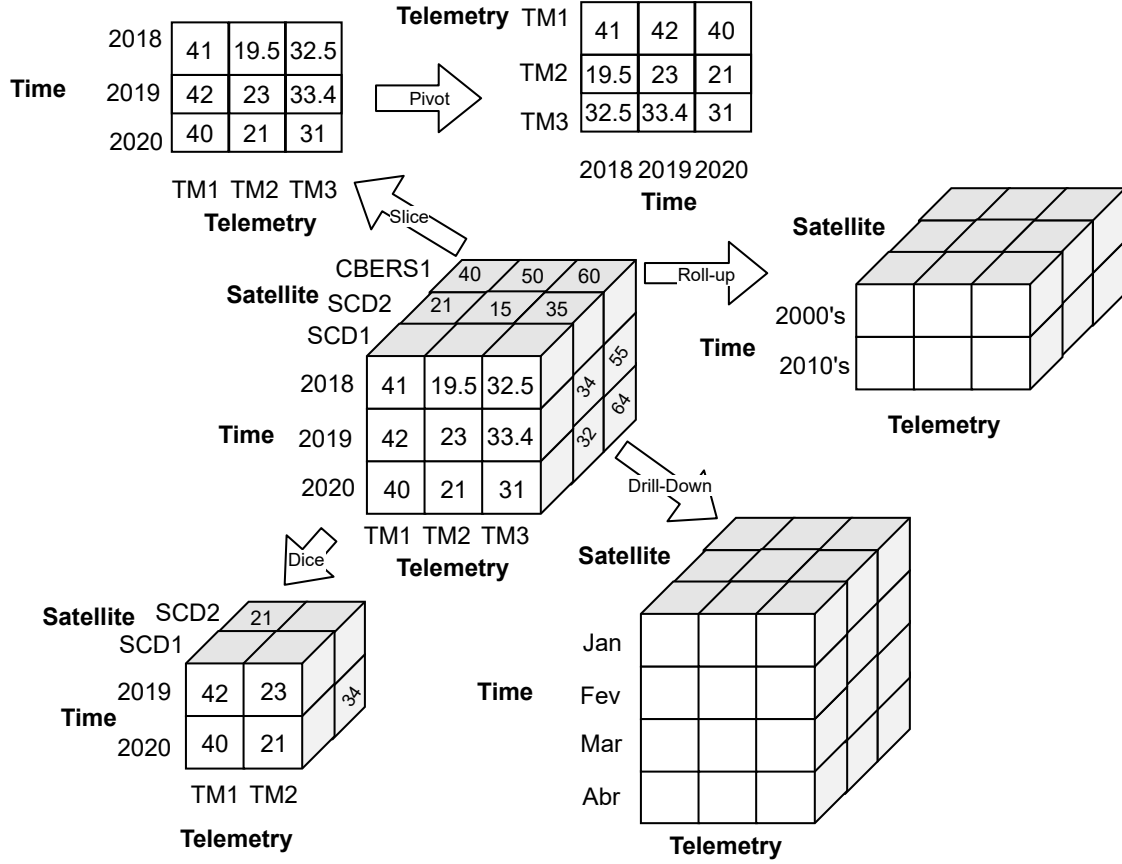 Telemetry TM1 41 42 40
TM2 19.5 23 21
TM3 32.5 33.4 31
2018 2019 2020
Time
2018 41 19.5 32.5
Time 2019 42 23 33.4
2020 40 21 31
TM1 TM2 TM3
Telemetry
Pivot
Slice
CBERS1 40 50 60
Satellite
SCD2 21 15 35
SCD1
2018 41 19.5 32.5
Time 2019 42 23 33.4
2020 40 21 31
34 55
32 64
TM1 TM2 TM3
Telemetry
Roll-up
Satellite
2000's
Time
2010's
Telemetry
Drill-Down
Satellite
Jan
Time
Fev
Mar
Abr
Telemetry
Dice
Satellite SCD2 21
SCD1
2019 42 23
Time
2020 40 21
34
TM1 TM2
Telemetry